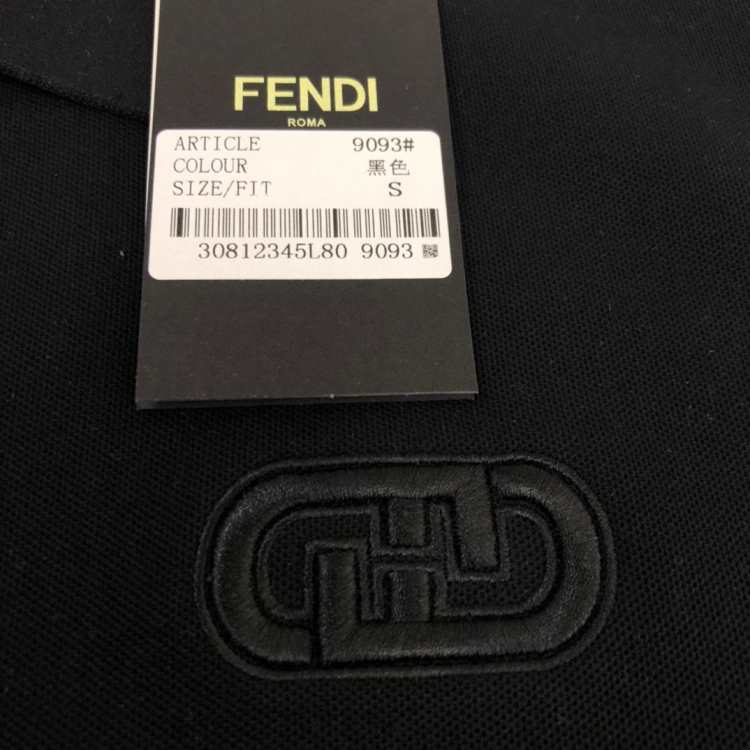 FENDI
ROMA
ARTICLE 9093#
COLOUR 黑色
SIZE/FIT S
30812345L80 9093